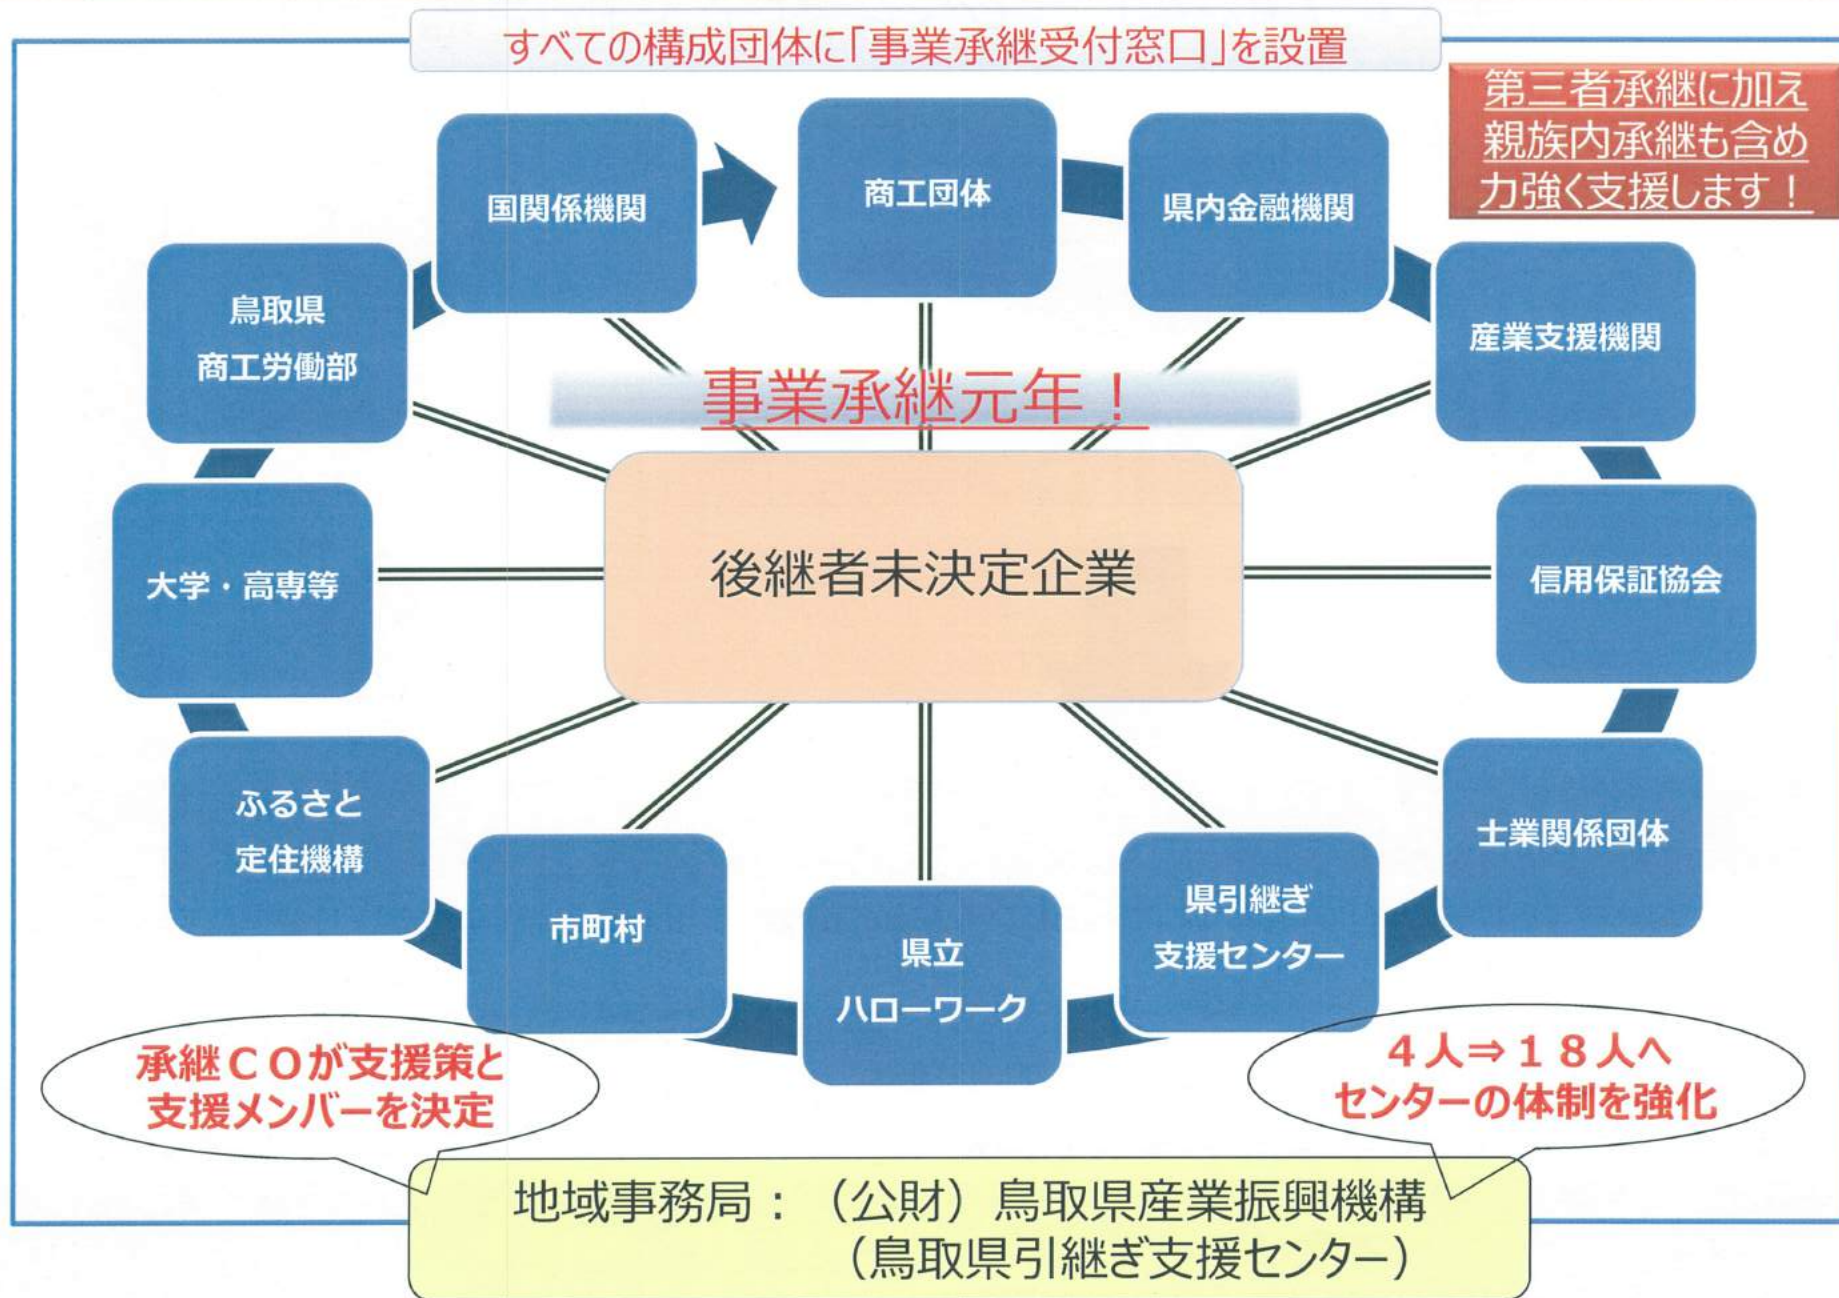 すべての構成団体に「事業承継受付窓口」を設置
第三者承継に加え
親族内承継も含め
力強く支援します！
国関係機関
商工団体
県内金融機関
鳥取県
商工労働部
産業支援機関
事業承継元年！
大学・高専等
後継者未決定企業
信用保証協会
ふるさと
定住機構
士業関係団体
市町村
県立
ハローワーク
県引継ぎ
支援センター
承継ＣＯが支援策と
支援メンバーを決定
４人⇒１８人へ
センターの体制を強化
地域事務局：（公財）鳥取県産業振興機構
（鳥取県引継ぎ支援センター）